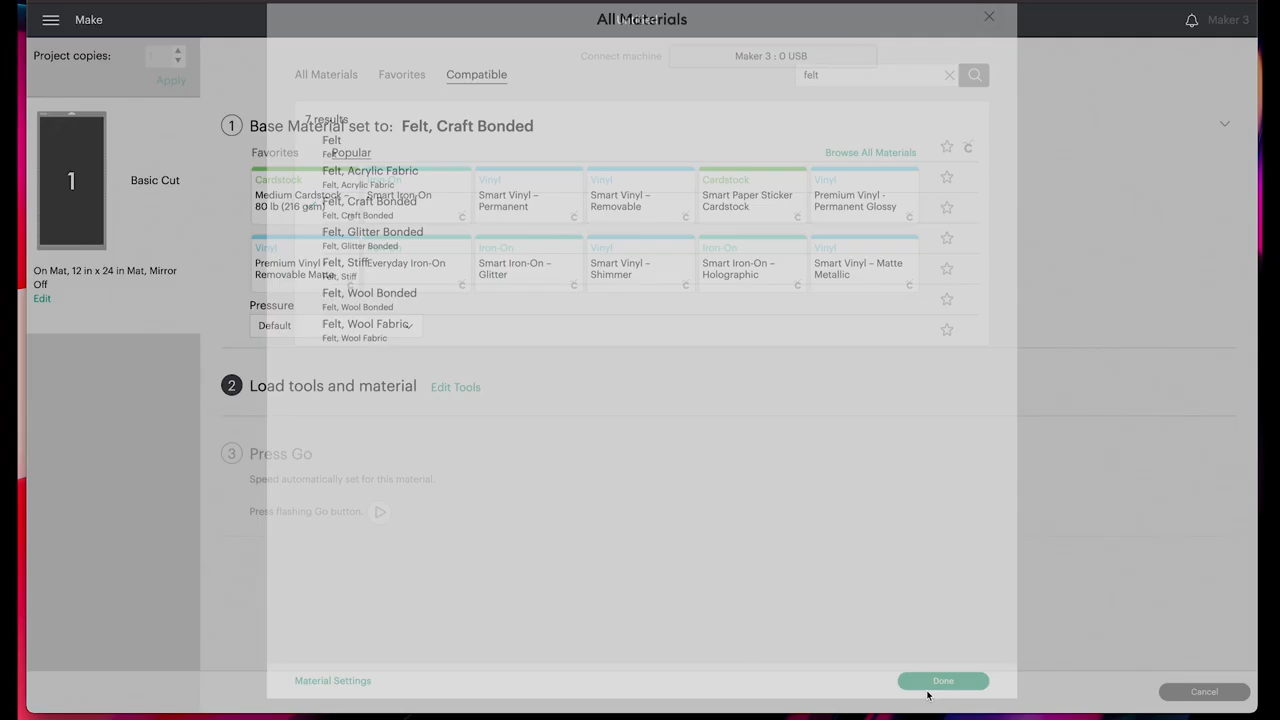 Make
All Materials
Maker 3
Project copies:
1
Apply
Connect machine
Maker 3 : 0 USB
All Materials
Favorites
Compatible
felt
1
Basic Cut
On Mat, 12 in x 24 in Mat, Mirror
Off
Edit
1
Base Material set to: Felt, Craft Bonded
7 results
Favorites
Popular
Browse All Materials
Felt
Felt, Acrylic Fabric
Felt, Acrylic Fabric
Felt, Craft Bonded
Felt, Craft Bonded
Felt, Glitter Bonded
Felt, Glitter Bonded
Felt, Stiff
Felt, Stiff
Felt, Wool Bonded
Felt, Wool Bonded
Felt, Wool Fabric
Felt, Wool Fabric
Cardstock
Medium Cardstock –
80 lb (216 gsm)
Iron-On
Smart Iron-On
Vinyl
Smart Vinyl –
Permanent
Vinyl
Smart Vinyl –
Removable
Cardstock
Smart Paper Sticker
Cardstock
Vinyl
Premium Vinyl -
Permanent Glossy
Vinyl
Premium Vinyl
Removable Matte
Iron-On
Everyday Iron-On
Iron-On
Smart Iron-On –
Glitter
Vinyl
Smart Vinyl –
Shimmer
Iron-On
Smart Iron-On –
Holographic
Vinyl
Smart Vinyl – Matte
Metallic
Pressure
Default
2
Load tools and material
Edit Tools
3
Press Go
Speed automatically set for this material.
Press flashing Go button.
Material Settings
Done
Cancel